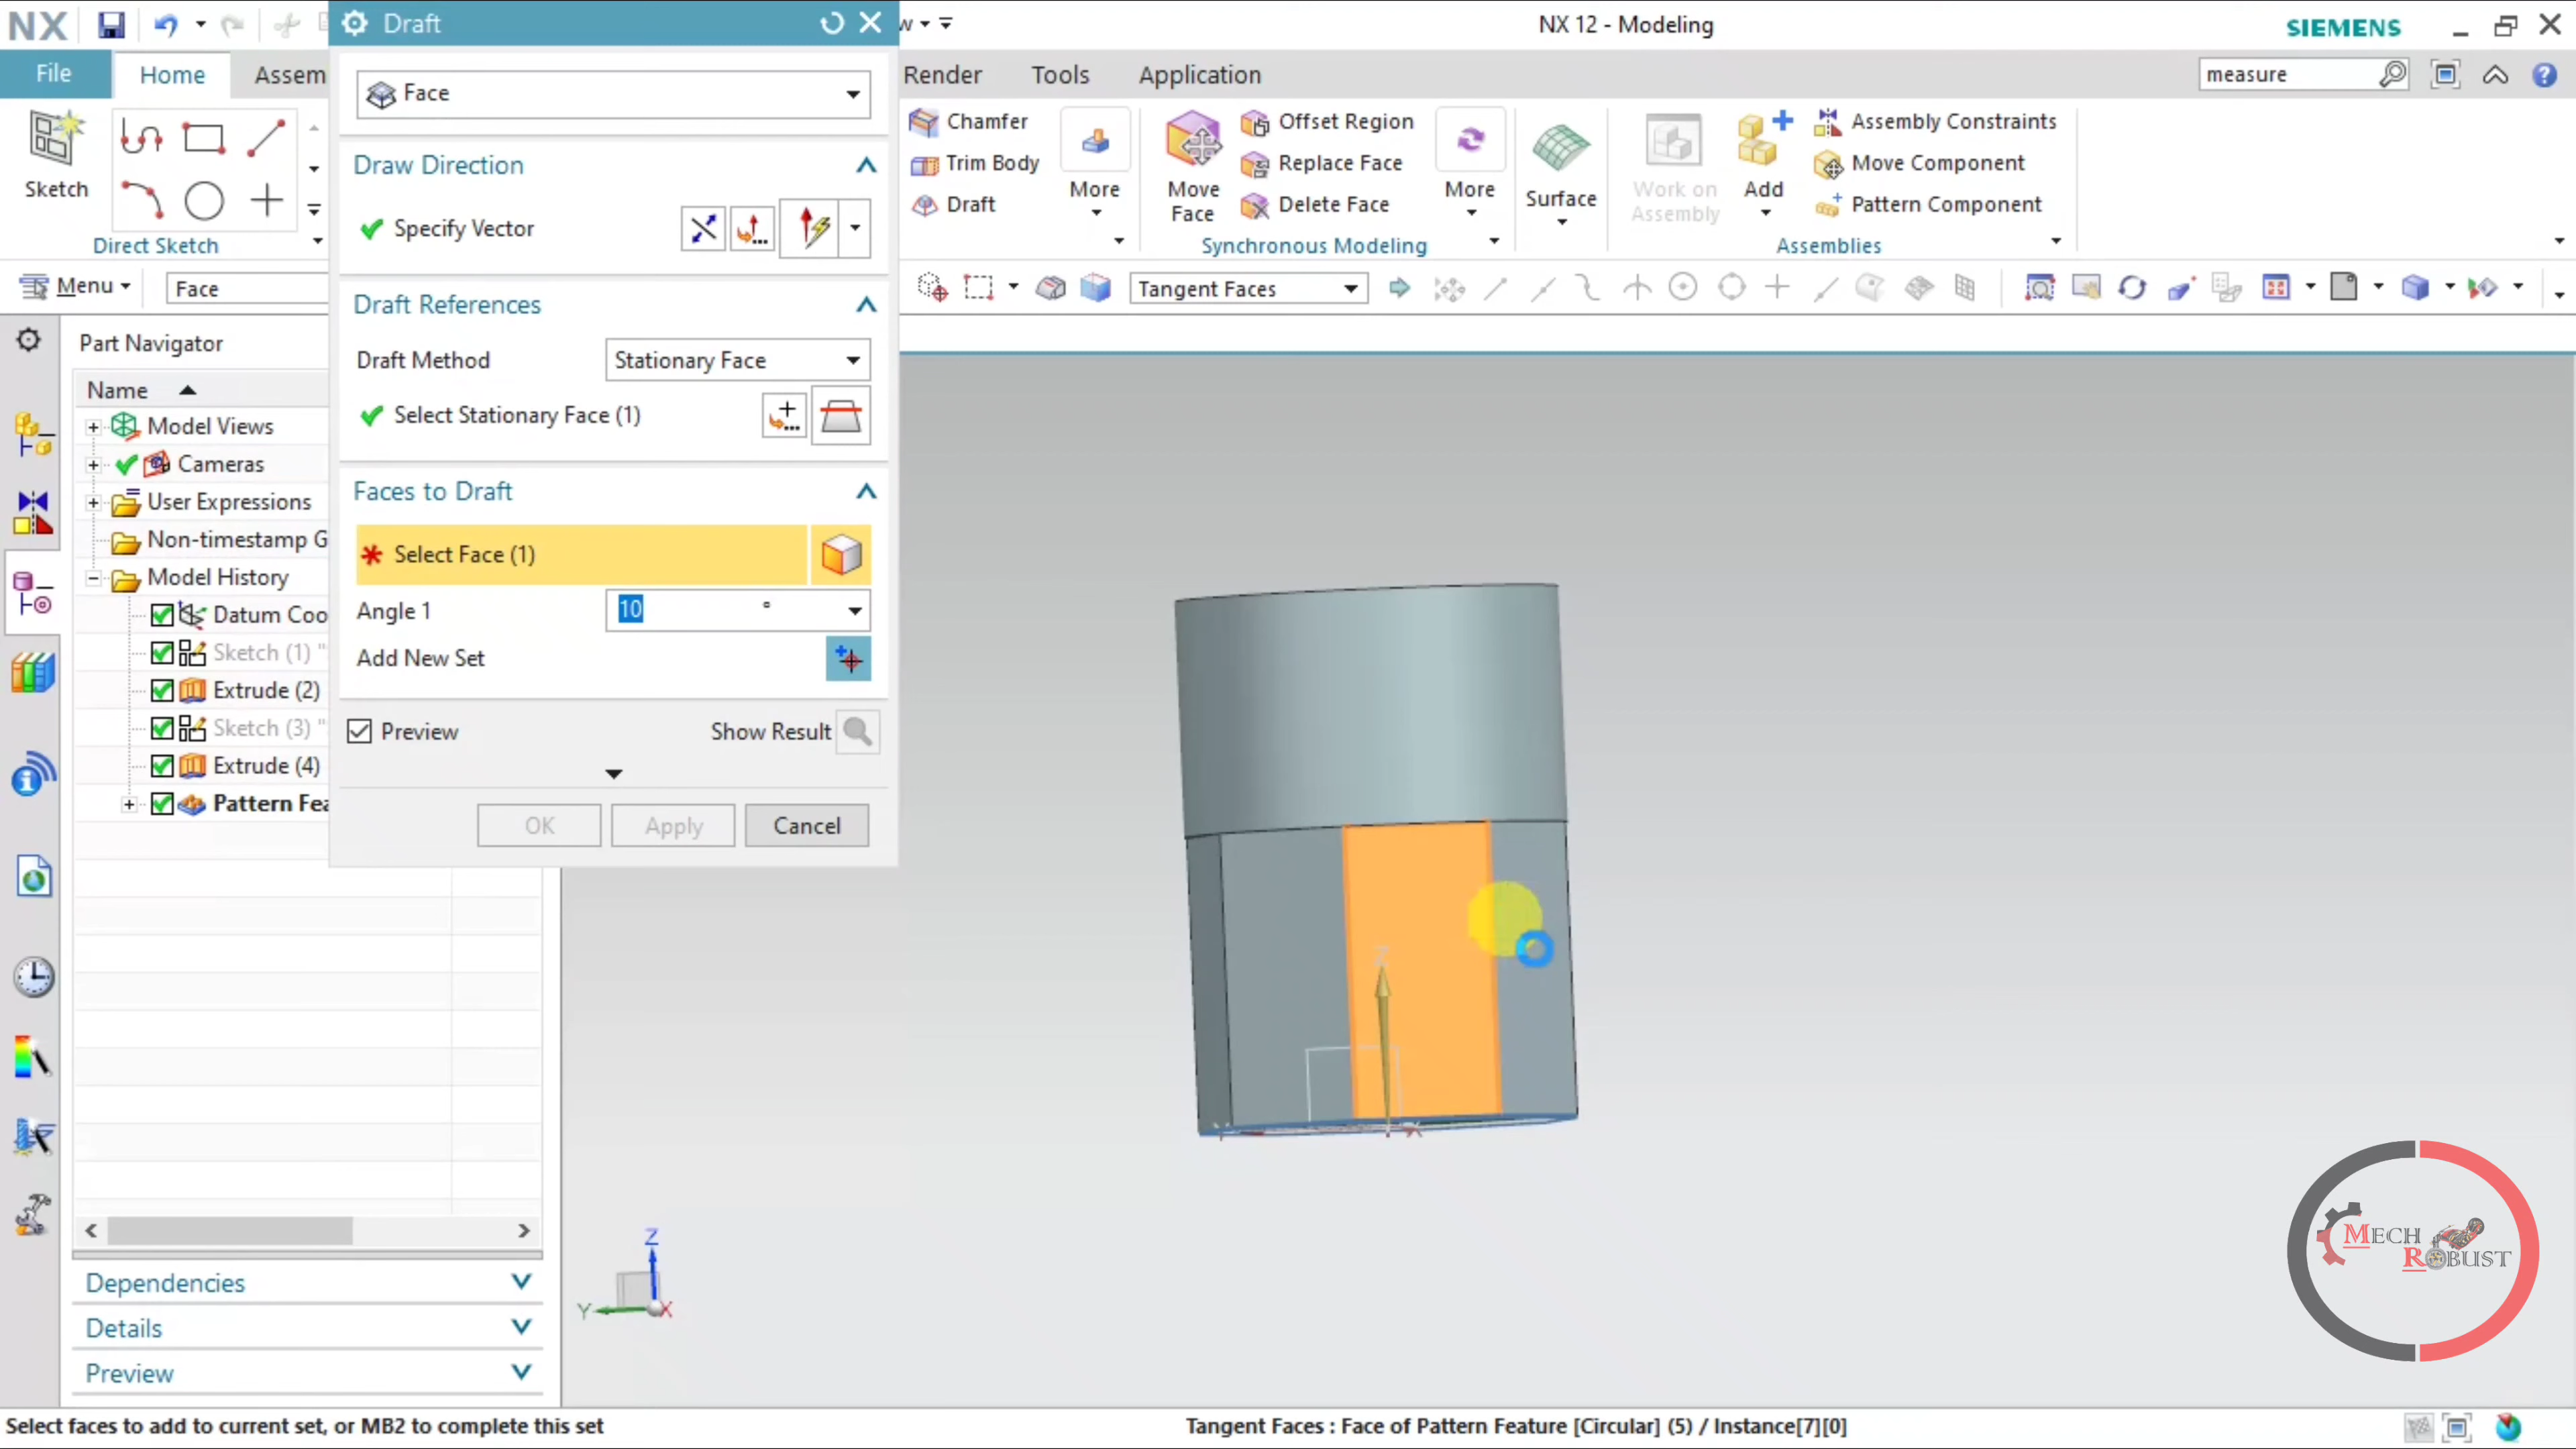 NX
Draft
NX 12 - Modeling
SIEMENS
File
Home
Assem
Render
Tools
Application
measure
Face
Sketch
Direct Sketch
Draw Direction
Specify Vector
Chamfer
Trim Body
Draft
More
Move Face
Offset Region
Replace Face
Delete Face
More
Synchronous Modeling
Surface
Work on Assembly
Add
Assembly Constraints
Move Component
Pattern Component
Assemblies
Menu
Face
Tangent Faces
Draft References
Draft Method
Stationary Face
Select Stationary Face (1)
Faces to Draft
Select Face (1)
Angle 1
10 °
Add New Set
Preview
Show Result
OK
Apply
Cancel
Part Navigator
Name
Model Views
Cameras
User Expressions
Non-timestamp G
Model History
Datum Coo
Sketch (1) "
Extrude (2)
Sketch (3) "
Extrude (4)
Pattern Fea
Z
Z
Y
X
Dependencies
Details
Preview
MECH
ROBUST
Select faces to add to current set, or MB2 to complete this set
Tangent Faces : Face of Pattern Feature [Circular] (5) / Instance[7][0]